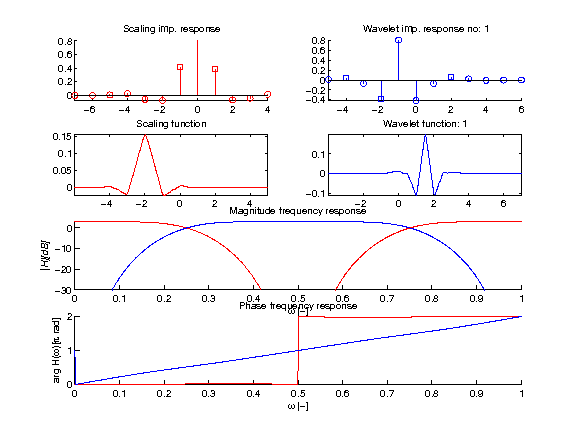 Scaling imp. response
Wavelet imp. response no: 1
0.8
0.6
0.4
0.2
0
−6 −4 −2 0 2 4
0.8
0.6
0.4
0.2
0
−0.2
−0.4
−4 −2 0 2 4 6
Scaling function
Wavelet function: 1
0.15
0.1
0.05
0
−4 −2 0 2 4
0.1
0
−0.1
−2 0 2 4 6
Magnitude frequency response
|H|[dB]
0
−10
−20
−30
0 0.1 0.2 0.3 0.4 0.5 0.6 0.7 0.8 0.9 1
ω [−]
Phase frequency response
arg H(ω)[π rad]
2
1
0
0 0.1 0.2 0.3 0.4 0.5 0.6 0.7 0.8 0.9 1
ω [−]